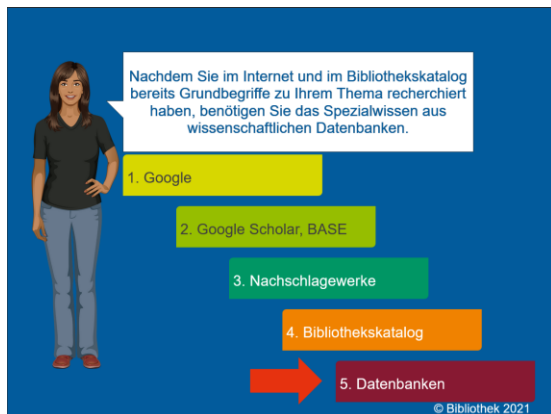 Nachdem Sie im Internet und im Bibliothekskatalog
bereits Grundbegriffe zu Ihrem Thema recherchiert
haben, benötigen Sie das Spezialwissen aus
wissenschaftlichen Datenbanken.
1. Google
2. Google Scholar, BASE
3. Nachschlagewerke
4. Bibliothekskatalog
5. Datenbanken
© Bibliothek 2021